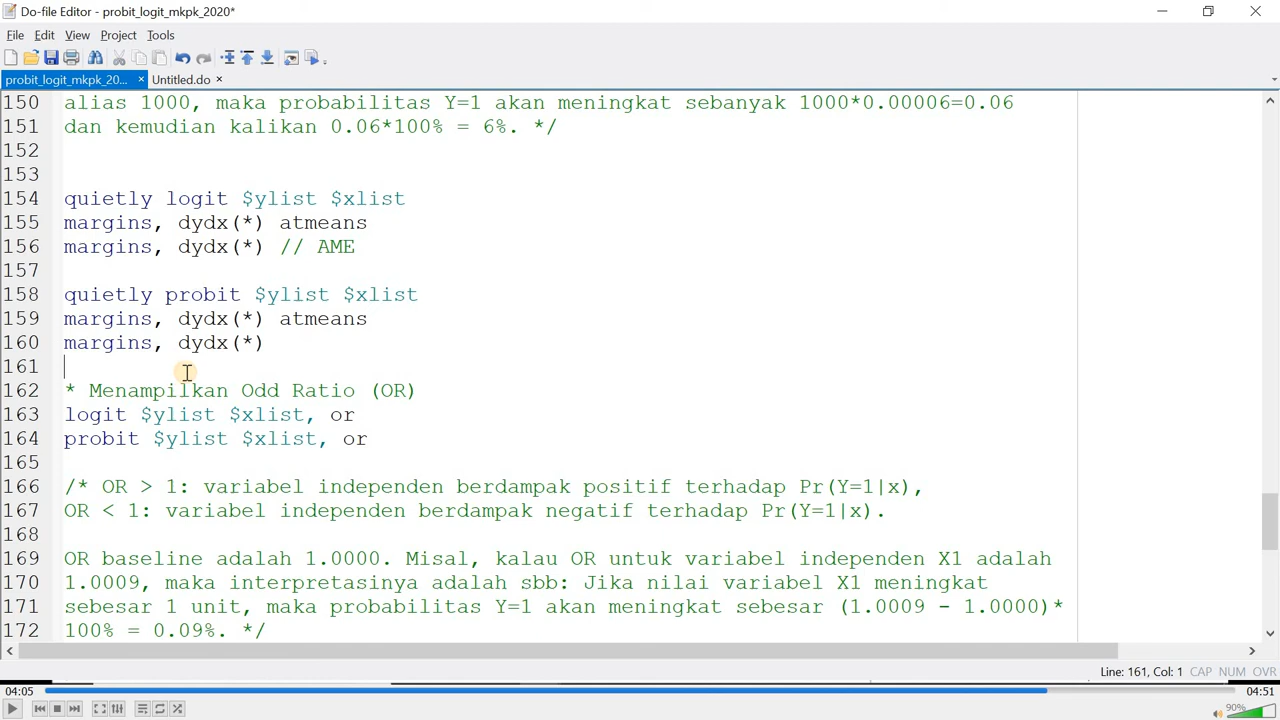 Do-file Editor - probit_logit_mkpk_2020*
File Edit View Project Tools
probit_logit_mkpk_20... × Untitled.do ×
150 alias 1000, maka probabilitas Y=1 akan meningkat sebanyak 1000*0.00006=0.06
151 dan kemudian kalikan 0.06*100% = 6%. */
152
153
154 quietly logit $ylist $xlist
155 margins, dydx(*) atmeans
156 margins, dydx(*) // AME
157
158 quietly probit $ylist $xlist
159 margins, dydx(*) atmeans
160 margins, dydx(*)
161
162 * Menampilkan Odd Ratio (OR)
163 logit $ylist $xlist, or
164 probit $ylist $xlist, or
165
166 /* OR > 1: variabel independen berdampak positif terhadap Pr(Y=1|x),
167 OR < 1: variabel independen berdampak negatif terhadap Pr(Y=1|x).
168
169 OR baseline adalah 1.0000. Misal, kalau OR untuk variabel independen X1 adalah
170 1.0009, maka interpretasinya adalah sbb: Jika nilai variabel X1 meningkat
171 sebesar 1 unit, maka probabilitas Y=1 akan meningkat sebesar (1.0009 - 1.0000)*
172 100% = 0.09%. */
Line: 161, Col: 1 CAP NUM OVR
04:05 04:51
90%